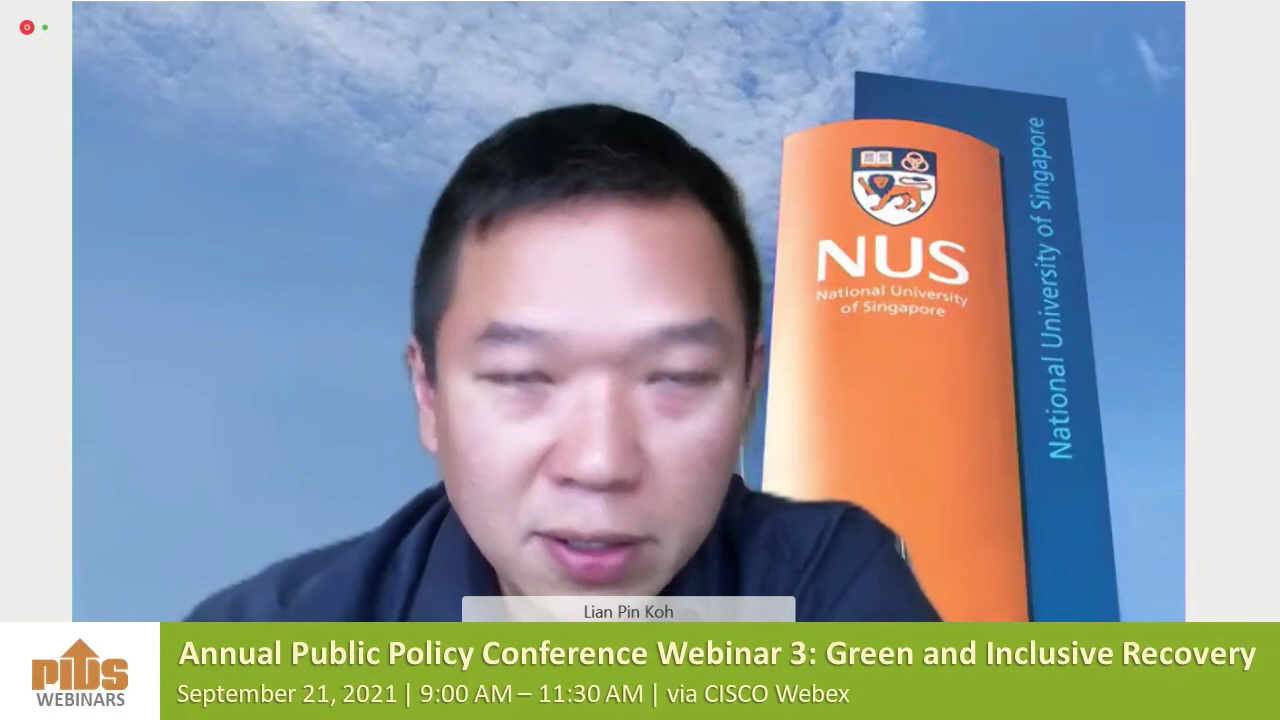 NUS
National University
of Singapore
National University of Singapore
Lian Pin Koh
PIDS
WEBINARS
Annual Public Policy Conference Webinar 3: Green and Inclusive Recovery
September 21, 2021 | 9:00 AM – 11:30 AM | via CISCO Webex